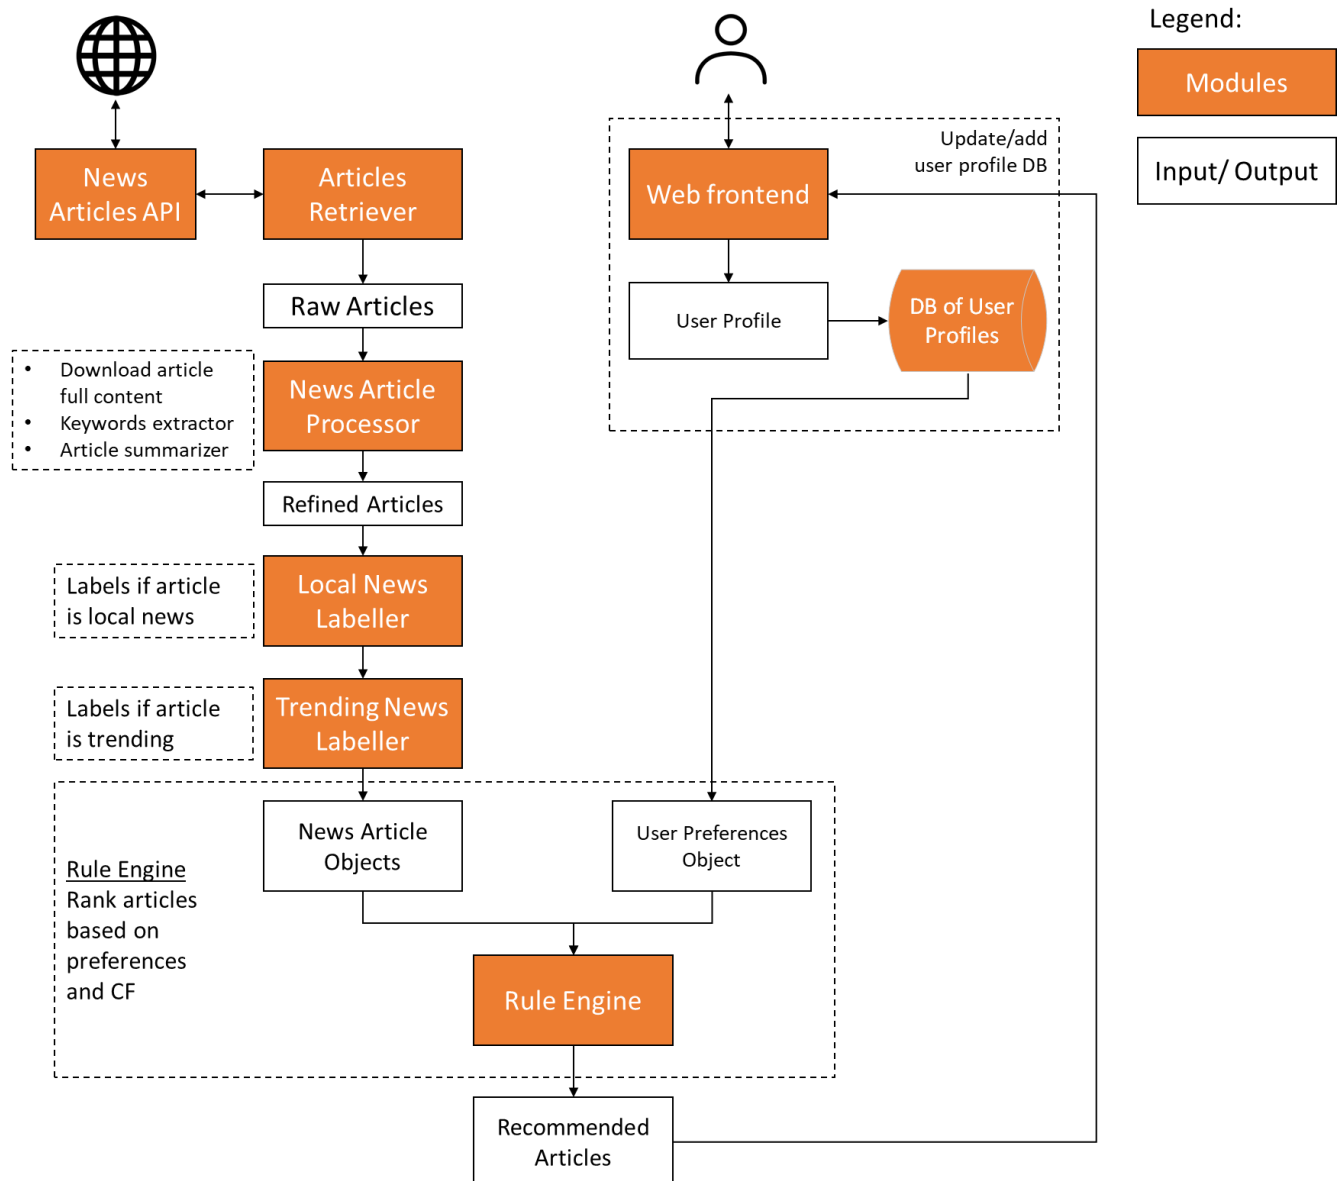 Legend:
Modules
Input/ Output
News
Articles API
Articles
Retriever
Raw Articles
• Download article
full content
• Keywords extractor
• Article summarizer
News Article
Processor
Refined Articles
Labels if article
is local news
Local News
Labeller
Labels if article
is trending
Trending News
Labeller
Update/add
user profile DB
Web frontend
User Profile
DB of User
Profiles
Rule Engine
Rank articles
based on
preferences
and CF
News Article
Objects
User Preferences
Object
Rule Engine
Recommended
Articles